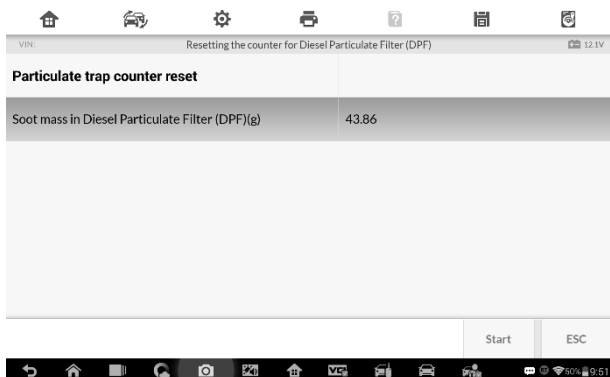 VIN:
Resetting the counter for Diesel Particulate Filter (DPF)
12.1V
Particulate trap counter reset
Soot mass in Diesel Particulate Filter (DPF)(g)
43.86
Start
ESC
50%
9:51